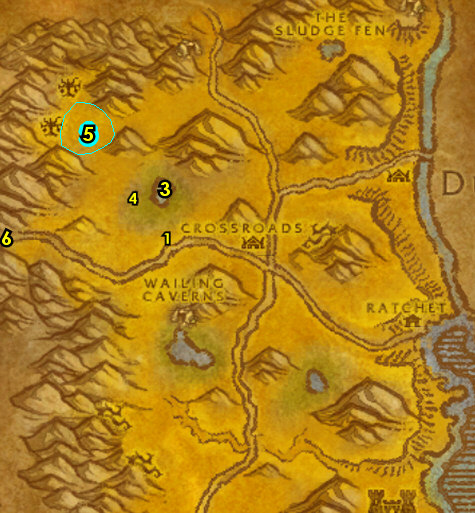 THE
SLUDGE FEN
5
3
4
D
6
1
CROSSROADS
WAILING
CAVERNS
RATCHET